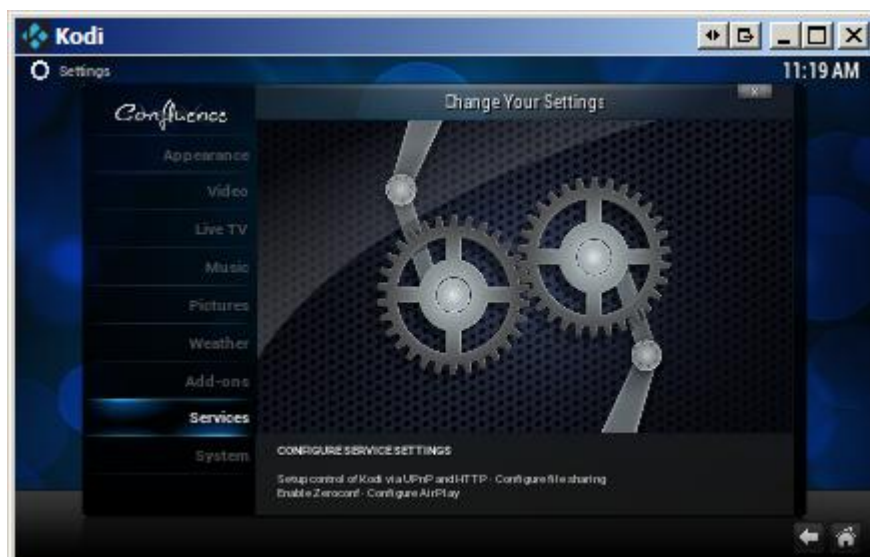 Kodi
Settings
11:19 AM
Confluence
Change Your Settings
Appearance
Video
Live TV
Music
Pictures
Weather
Add-ons
Services
System
CONFIGURE SERVICE SETTINGS
Setup control of Kodi via UPnP and HTTP · Configure file sharing
Enable Zeroconf · Configure AirPlay